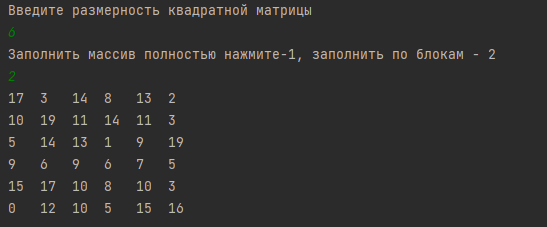 Введите размерность квадратной матрицы
6
Заполнить массив полностью нажмите-1, заполнить по блокам - 2
2
17 3 14 8 13 2
10 19 11 14 11 3
5 14 13 1 9 19
9 6 9 6 7 5
15 17 10 8 10 3
0 12 10 5 15 16